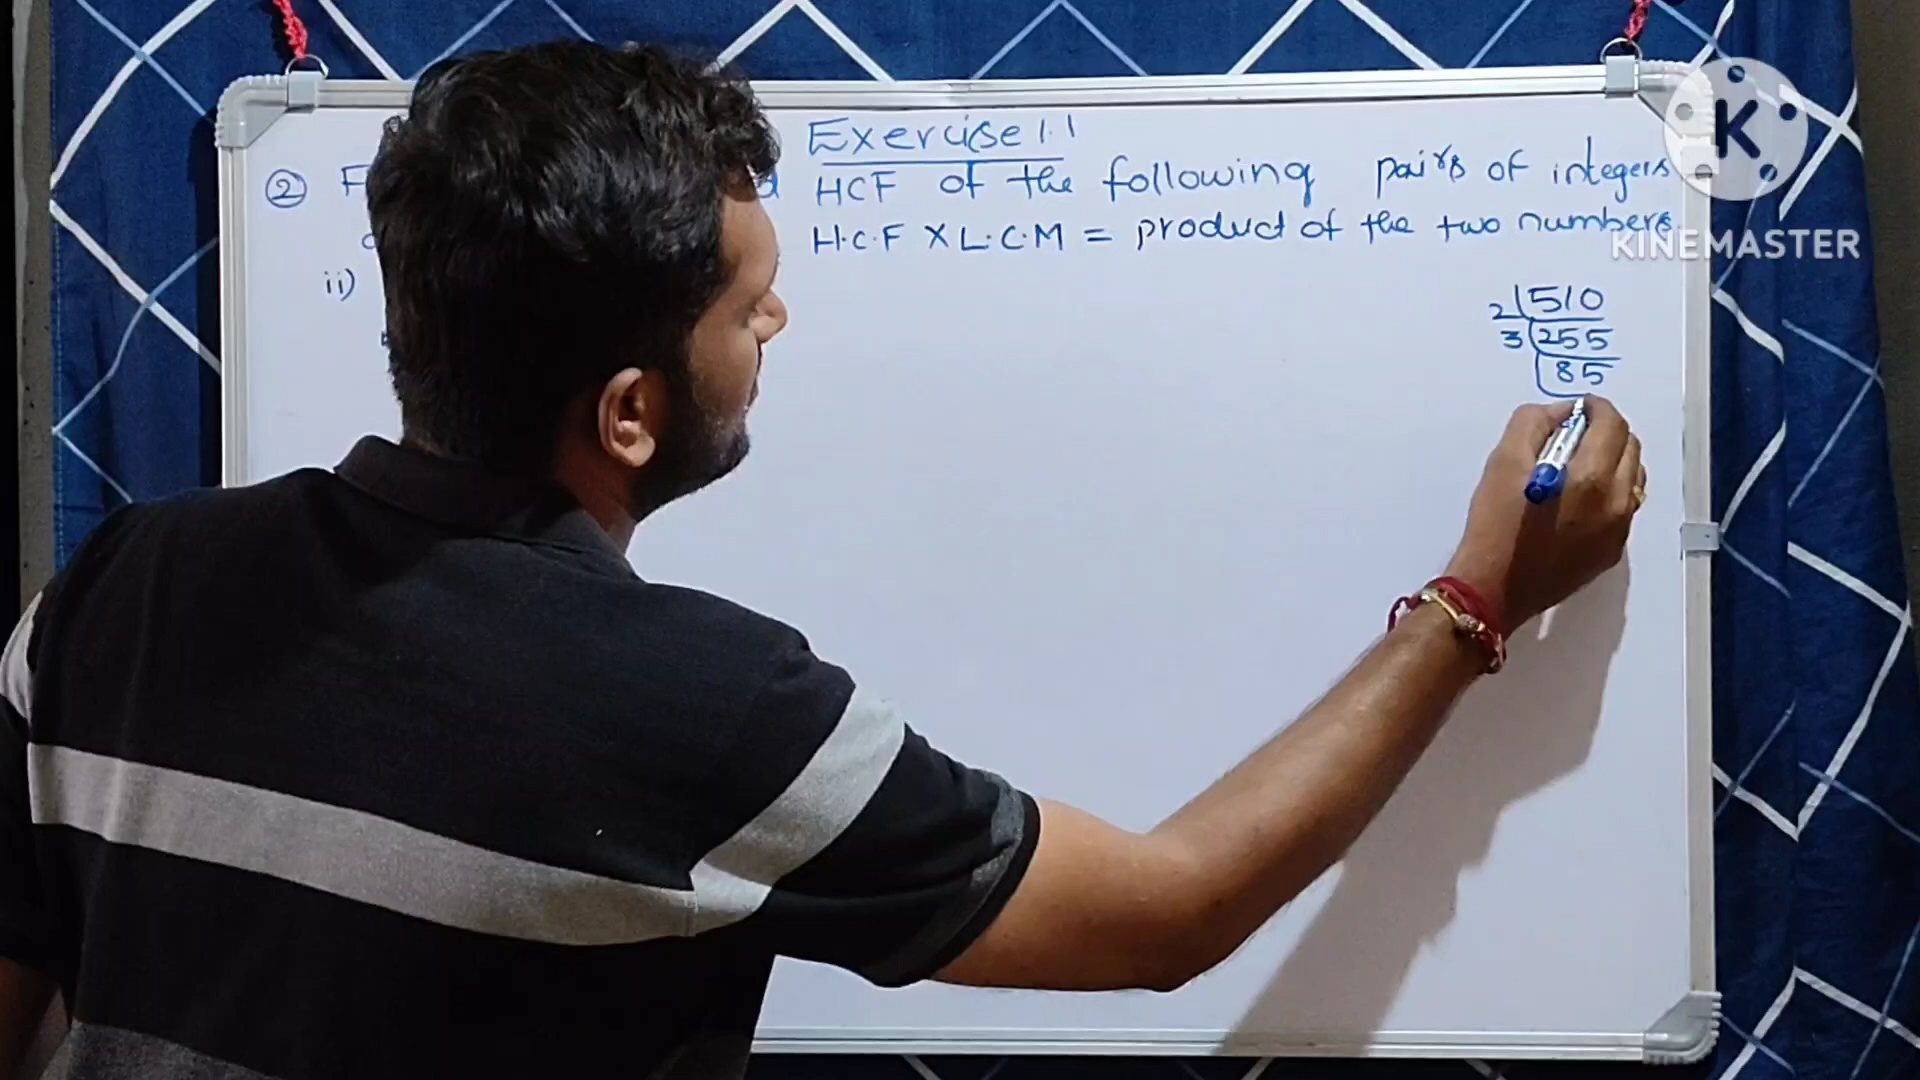 Exercise 1.1
② F d HCF of the following pairs of integers
H.C.F X L.C.M = product of the two numbers
ii)
2 510
3 255
85
K
KINEMASTER